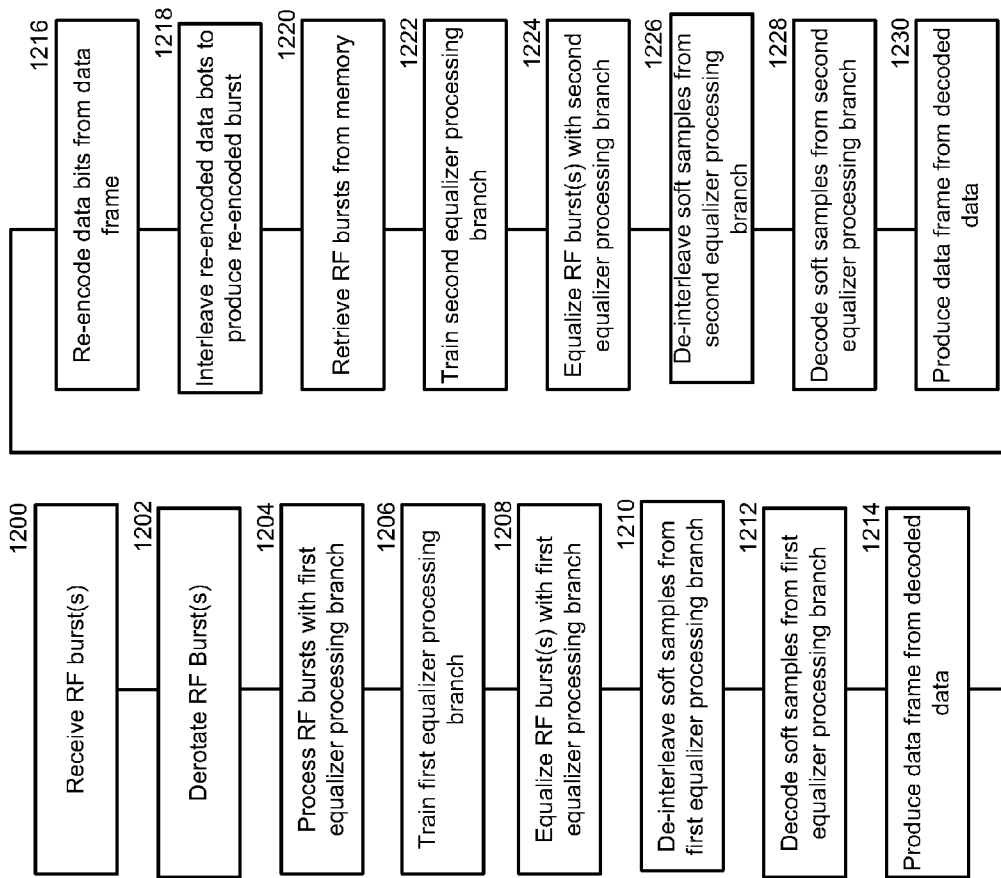 1200
Receive RF burst(s)
1202
Derotate RF Burst(s)
1204
Process RF bursts with first
equalizer processing branch
1206
Train first equalizer processing
branch
1208
Equalize RF burst(s) with first
equalizer processing branch
1210
De-interleave soft samples from
first equalizer processing branch
1212
Decode soft samples from first
equalizer processing branch
1214
Produce data frame from decoded
data
1216
Re-encode data bits from data
frame
1218
Interleave re-encoded data bots to
produce re-encoded burst
1220
Retrieve RF bursts from memory
1222
Train second equalizer processing
branch
1224
Equalize RF burst(s) with second
equalizer processing branch
1226
De-interleave soft samples from
second equalizer processing
branch
1228
Decode soft samples from second
equalizer processing branch
1230
Produce data frame from decoded
data